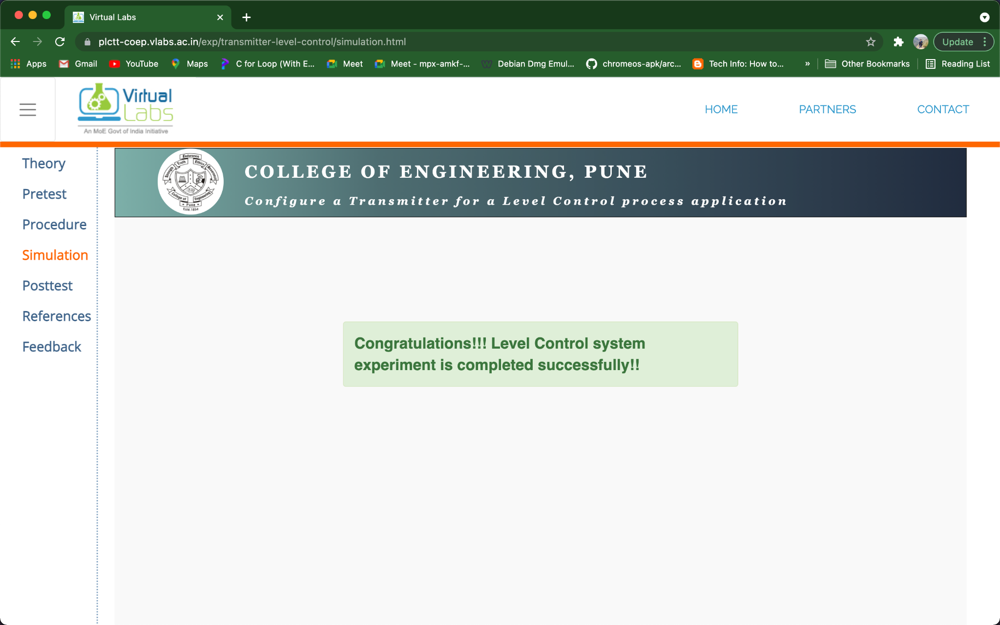 Virtual Labs
plctt-coep.vlabs.ac.in/exp/transmitter-level-control/simulation.html
Update
Apps
Gmail
YouTube
Maps
C for Loop (With E...
Meet
Meet - mpx-amkf-...
Debian Dmg Emul...
chromeos-apk/arc...
Tech Info: How to...
»
Other Bookmarks
Reading List
Virtual
Labs
An MoE Govt of India Initiative
HOME
PARTNERS
CONTACT
Theory
Pretest
Procedure
Simulation
Posttest
References
Feedback
Endurance
Strength
Truth
Ethics
Reverence
College of
Engineering
Pune
Estd.1854
COLLEGE OF ENGINEERING, PUNE
Configure a Transmitter for a Level Control process application
Congratulations!!! Level Control system
experiment is completed successfully!!